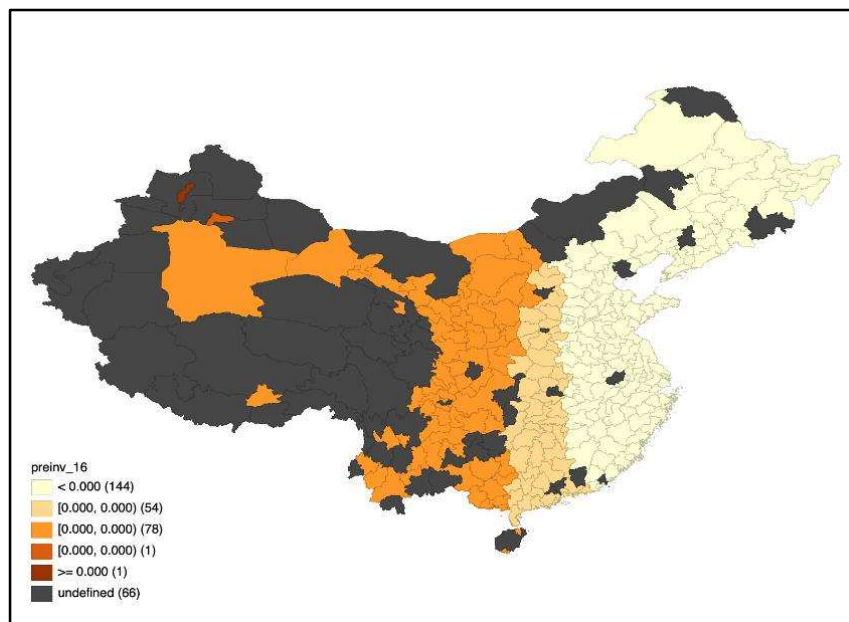 preinv_16
< 0.000 (144)
[0.000, 0.000) (54)
[0.000, 0.000) (78)
[0.000, 0.000) (1)
>= 0.000 (1)
undefined (66)